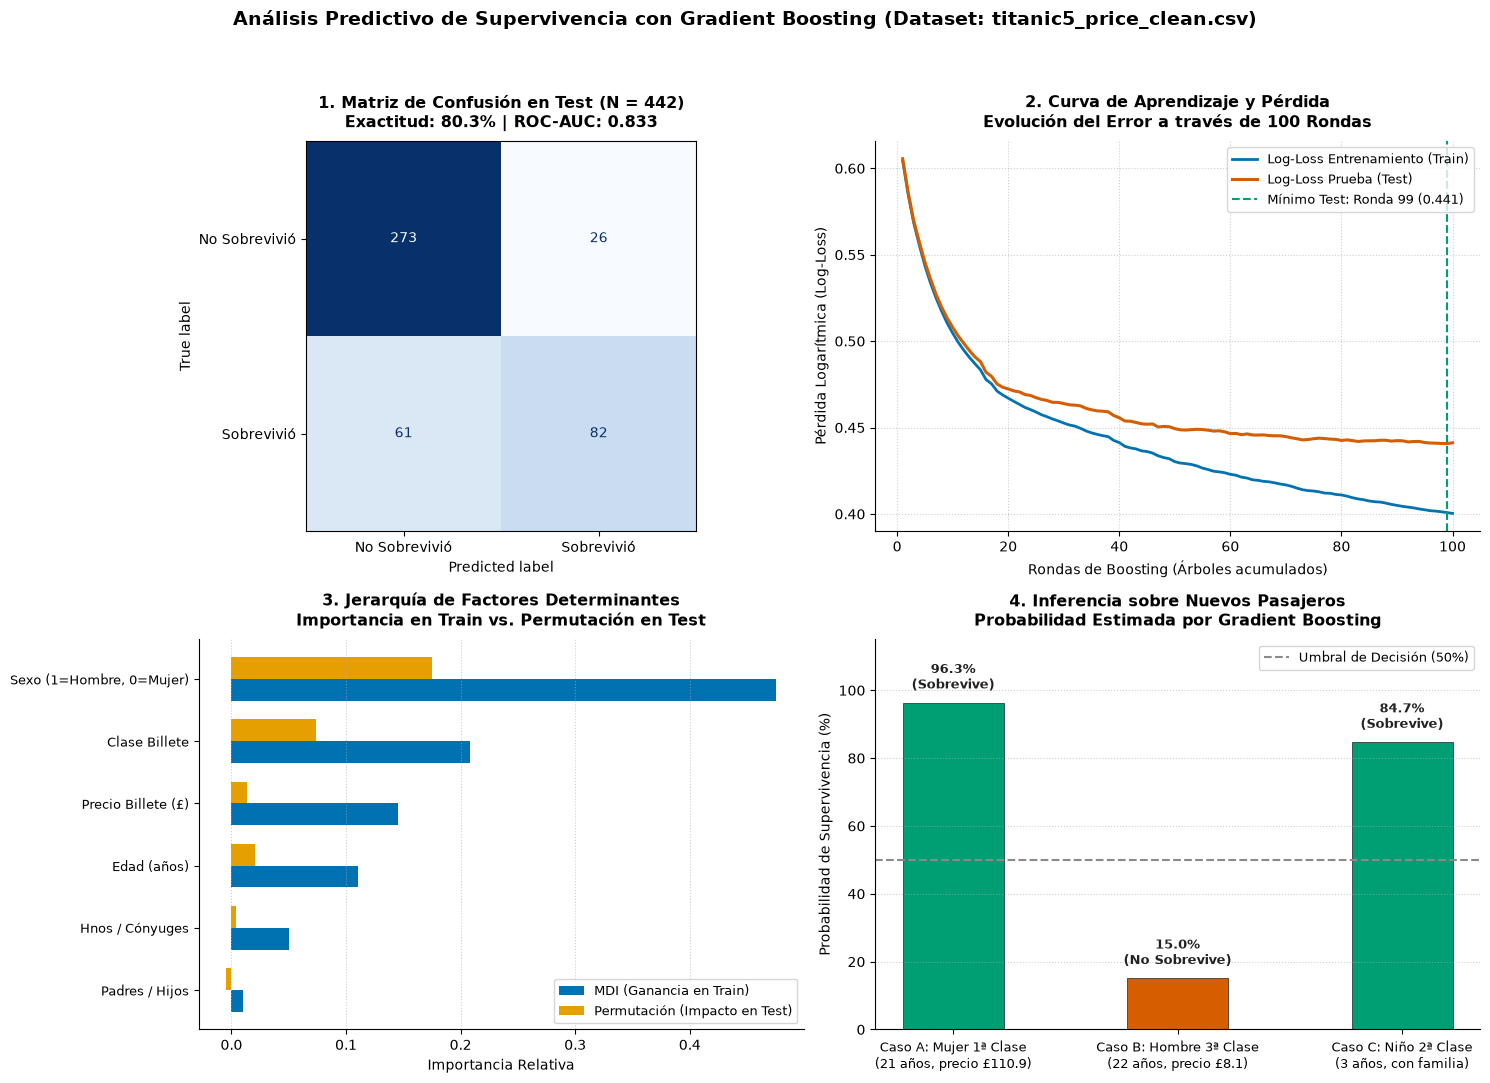 Análisis Predictivo de Supervivencia con Gradient Boosting (Dataset: titanic5_price_clean.csv)
1. Matriz de Confusión en Test (N = 442)
Exactitud: 80.3% | ROC-AUC: 0.833
True label
No Sobrevivió
Sobrevivió
273
26
61
82
No Sobrevivió
Sobrevivió
Predicted label
2. Curva de Aprendizaje y Pérdida
Evolución del Error a través de 100 Rondas
Log-Loss Entrenamiento (Train)
Log-Loss Prueba (Test)
Mínimo Test: Ronda 99 (0.441)
Pérdida Logarítmica (Log-Loss)
0.60
0.55
0.50
0.45
0.40
0
20
40
60
80
100
Rondas de Boosting (Árboles acumulados)
3. Jerarquía de Factores Determinantes
Importancia en Train vs. Permutación en Test
Sexo (1=Hombre, 0=Mujer)
Clase Billete
Precio Billete (£)
Edad (años)
Hnos / Cónyuges
Padres / Hijos
MDI (Ganancia en Train)
Permutación (Impacto en Test)
0.0
0.1
0.2
0.3
0.4
Importancia Relativa
4. Inferencia sobre Nuevos Pasajeros
Probabilidad Estimada por Gradient Boosting
Umbral de Decisión (50%)
Probabilidad de Supervivencia (%)
100
80
60
40
20
0
96.3%
(Sobrevive)
15.0%
(No Sobrevive)
84.7%
(Sobrevive)
Caso A: Mujer 1ª Clase
(21 años, precio £110.9)
Caso B: Hombre 3ª Clase
(22 años, precio £8.1)
Caso C: Niño 2ª Clase
(3 años, con familia)